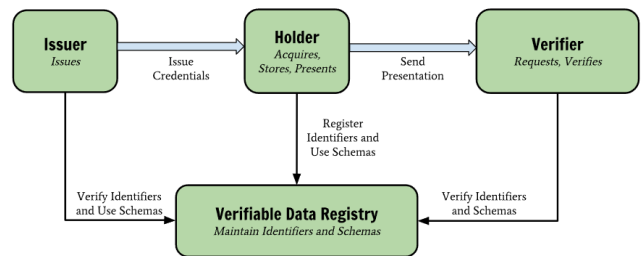 Issuer
Issues
Issue
Credentials
Holder
Acquires,
Stores, Presents
Send
Presentation
Verifier
Requests, Verifies
Register
Identifiers and
Use Schemas
Verify Identifiers
and Use Schemas
Verifiable Data Registry
Maintain Identifiers and Schemas
Verify Identifiers
and Schemas